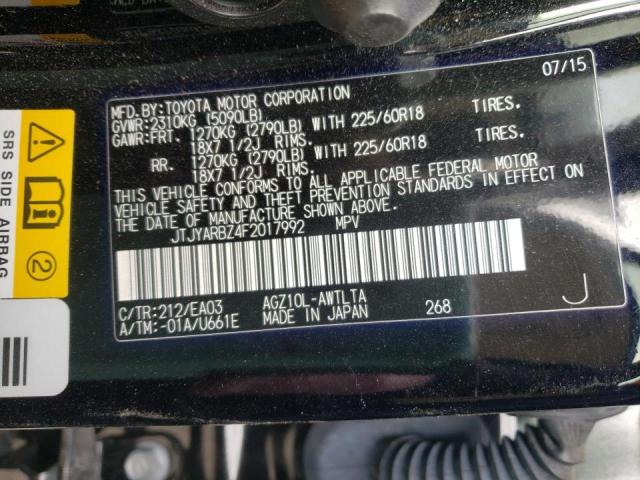 07/15
MFD.BY:TOYOTA MOTOR CORPORATION
GVWR:2310KG (5090LB)
GAWR:FRT. 1270KG (2790LB) WITH 225/60R18 TIRES.
18X7 1/2J RIMS.
RR. 1270KG (2790LB) WITH 225/60R18 TIRES.
18X7 1/2J RIMS.
THIS VEHICLE CONFORMS TO ALL APPLICABLE FEDERAL MOTOR
VEHICLE SAFETY AND THEFT PREVENTION STANDARDS IN EFFECT ON
THE DATE OF MANUFACTURE SHOWN ABOVE.
JTJYARBZ4F2017992 MPV
C/TR:212/EA03 AGZ10L-AWTLTA
A/TM:-01A/U661E MADE IN JAPAN 268 J
SRS SIDE AIRBAG
2